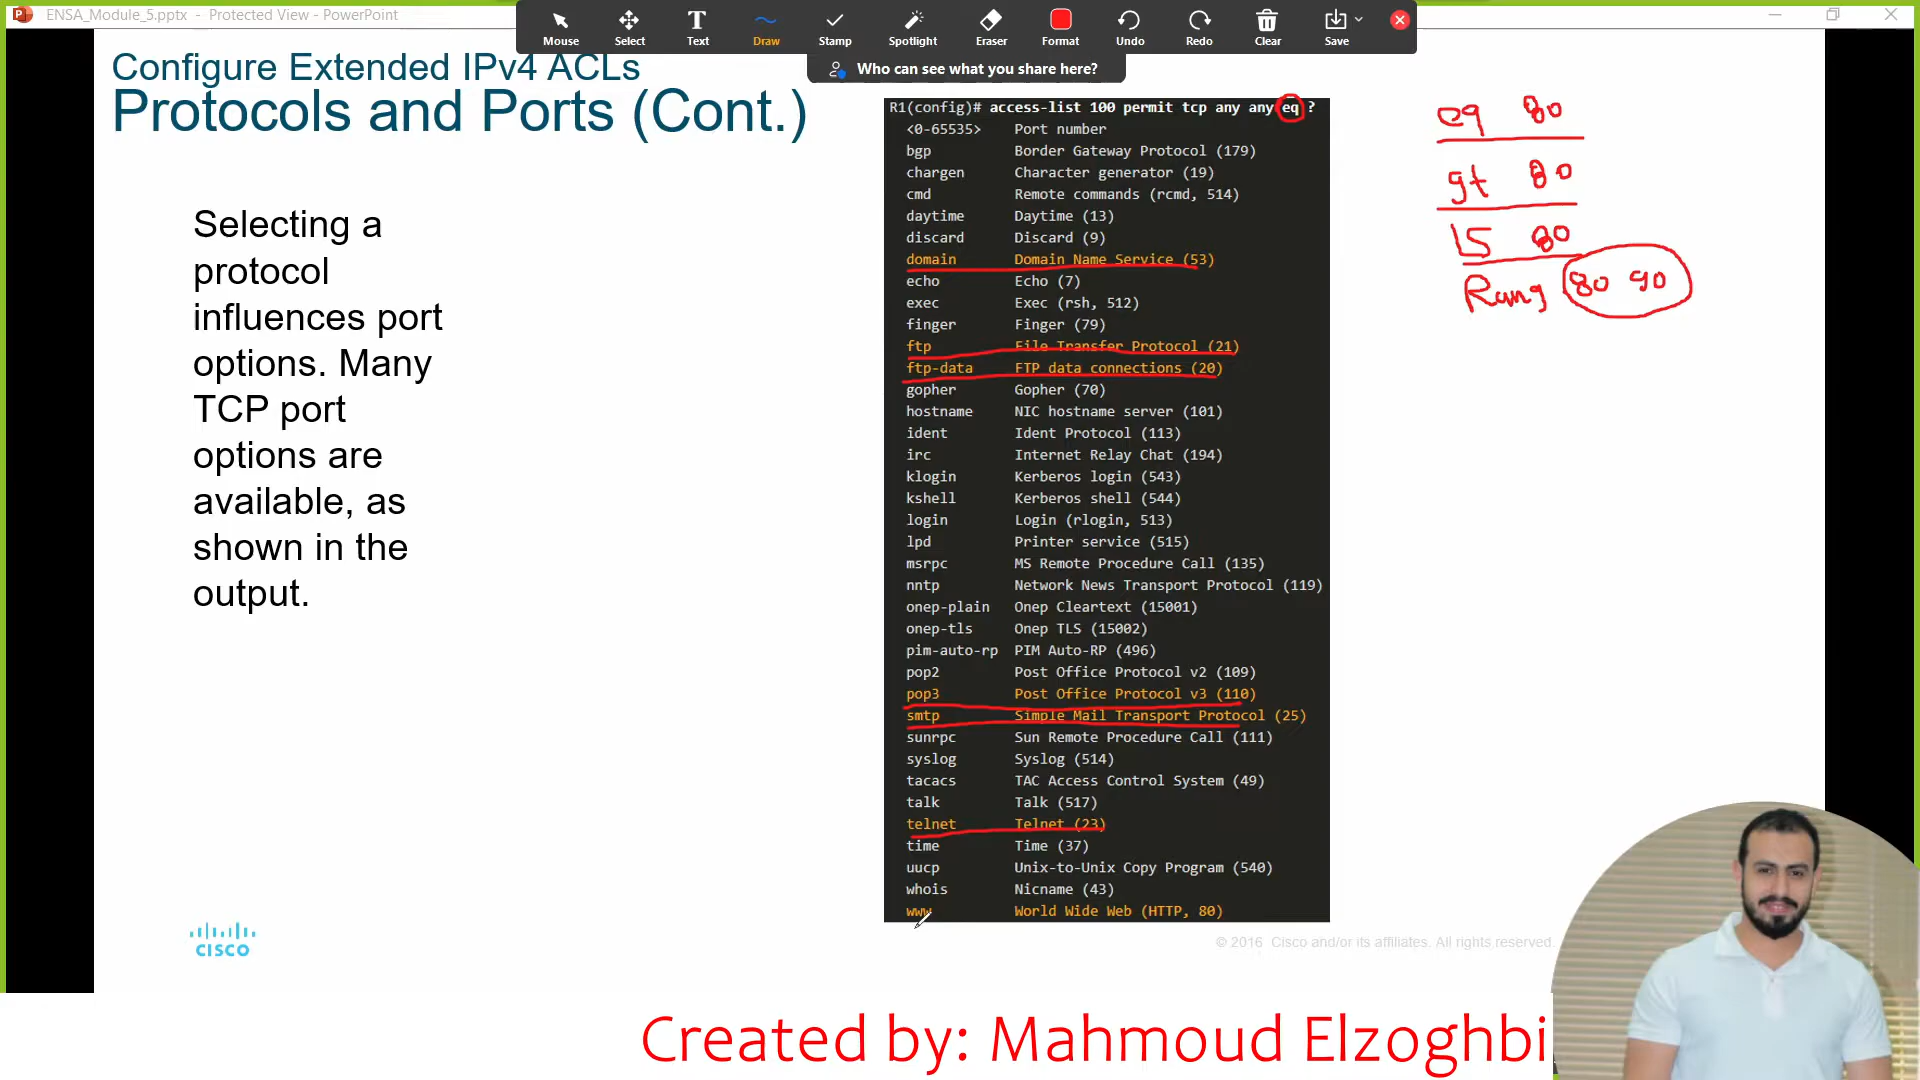 ENSA_Module_5.pptx - Protected View - PowerPoint
Mouse Select Text Draw Stamp Spotlight Eraser Format Undo Redo Clear Save
Who can see what you share here?
Configure Extended IPv4 ACLs
Protocols and Ports (Cont.)
Selecting a
protocol
influences port
options. Many
TCP port
options are
available, as
shown in the
output.
R1(config)# access-list 100 permit tcp any any eq ?
<0-65535> Port number
bgp Border Gateway Protocol (179)
chargen Character generator (19)
cmd Remote commands (rcmd, 514)
daytime Daytime (13)
discard Discard (9)
domain Domain Name Service (53)
echo Echo (7)
exec Exec (rsh, 512)
finger Finger (79)
ftp File Transfer Protocol (21)
ftp-data FTP data connections (20)
gopher Gopher (70)
hostname NIC hostname server (101)
ident Ident Protocol (113)
irc Internet Relay Chat (194)
klogin Kerberos login (543)
kshell Kerberos shell (544)
login Login (rlogin, 513)
lpd Printer service (515)
msrpc MS Remote Procedure Call (135)
nntp Network News Transport Protocol (119)
onep-plain Onep Cleartext (15001)
onep-tls Onep TLS (15002)
pim-auto-rp PIM Auto-RP (496)
pop2 Post Office Protocol v2 (109)
pop3 Post Office Protocol v3 (110)
smtp Simple Mail Transport Protocol (25)
sunrpc Sun Remote Procedure Call (111)
syslog Syslog (514)
tacacs TAC Access Control System (49)
talk Talk (517)
telnet Telnet (23)
time Time (37)
uucp Unix-to-Unix Copy Program (540)
whois Nicname (43)
www World Wide Web (HTTP, 80)
eq 80
gt 80
ls 80
Rang 80 90
cisco
© 2016 Cisco and/or its affiliates. All rights reserved.
Created by: Mahmoud Elzoghbi